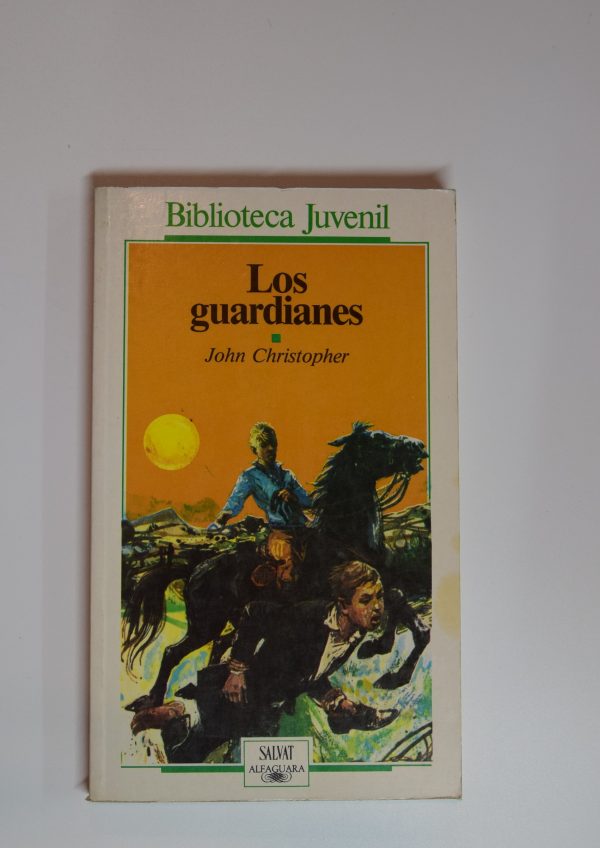 Biblioteca Juvenil
Los
guardianes
John Christopher
SALVAT
ALFAGUARA